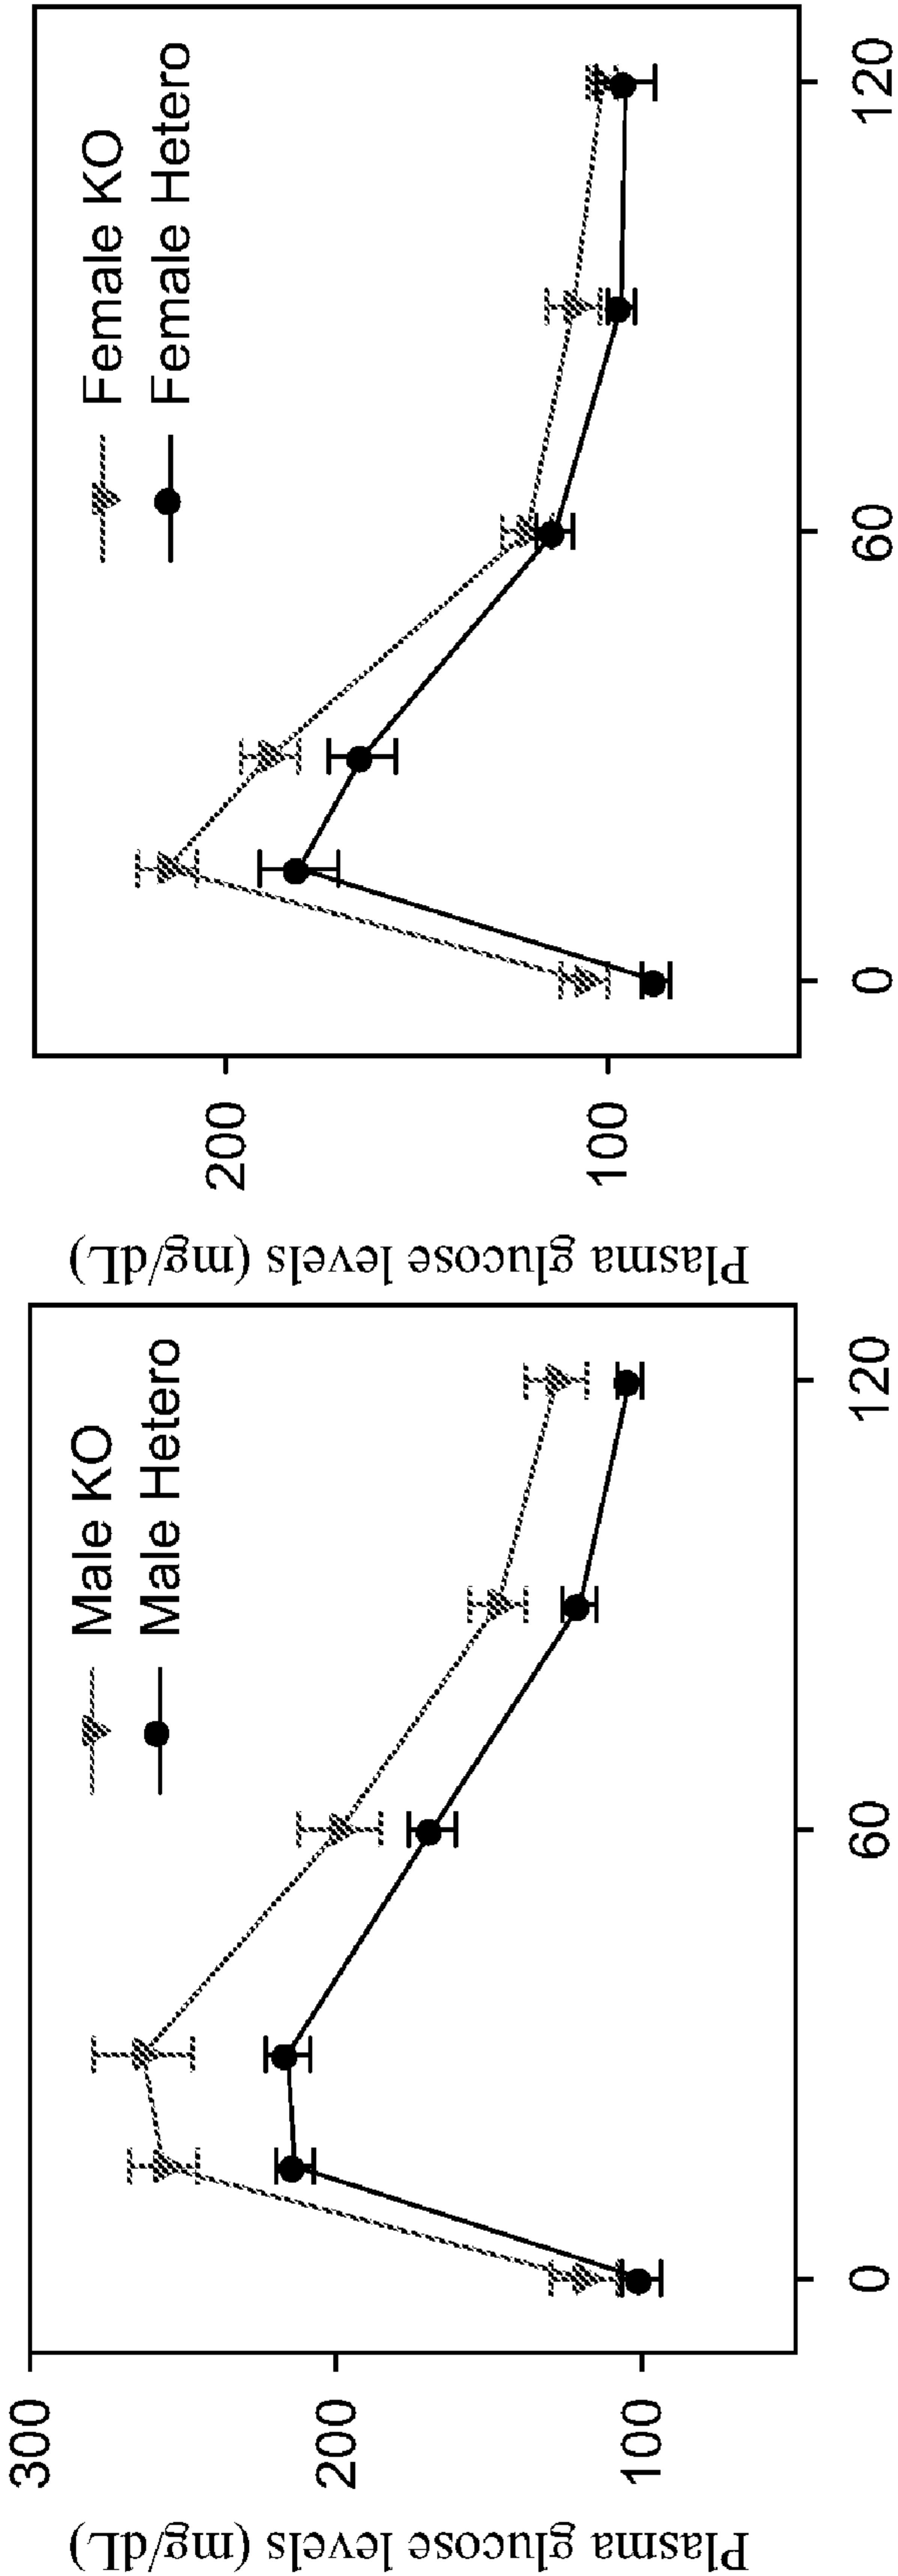 Plasma glucose levels (mg/dL)
300
200
100
Male KO
Male Hetero
0
60
120
Plasma glucose levels (mg/dL)
200
100
Female KO
Female Hetero
0
60
120